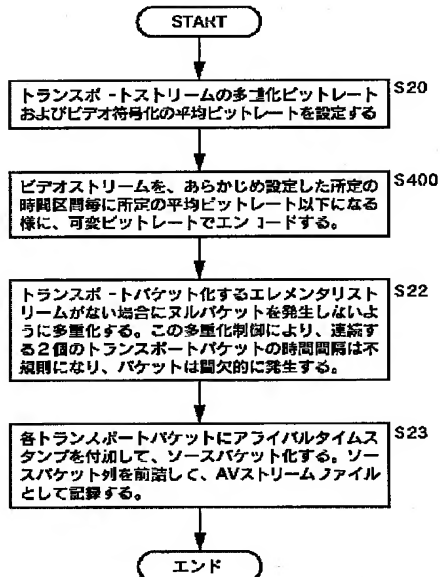 START
S20
トランスポートストリームの多重化ビットレート
およびビデオ符号化の平均ビットレートを設定する
S400
ビデオストリームを、あらかじめ設定した所定の
時間区間毎に所定の平均ビットレート以下になる
様に、可変ビットレートでエンコードする。
S22
トランスポートパケット化するエレメンタリスト
リームがない場合にヌルパケットを発生しないよ
うに多重化する。この多重化制御により、連続す
る2個のトランスポートパケットの時間間隔は不
規則になり、パケットは間欠的に発生する。
S23
各トランスポートパケットにアライバルタイムス
タンプを付加して、ソースパケット化する。ソー
スパケット列を前詰して、AVストリームファイル
として記録する。
エンド